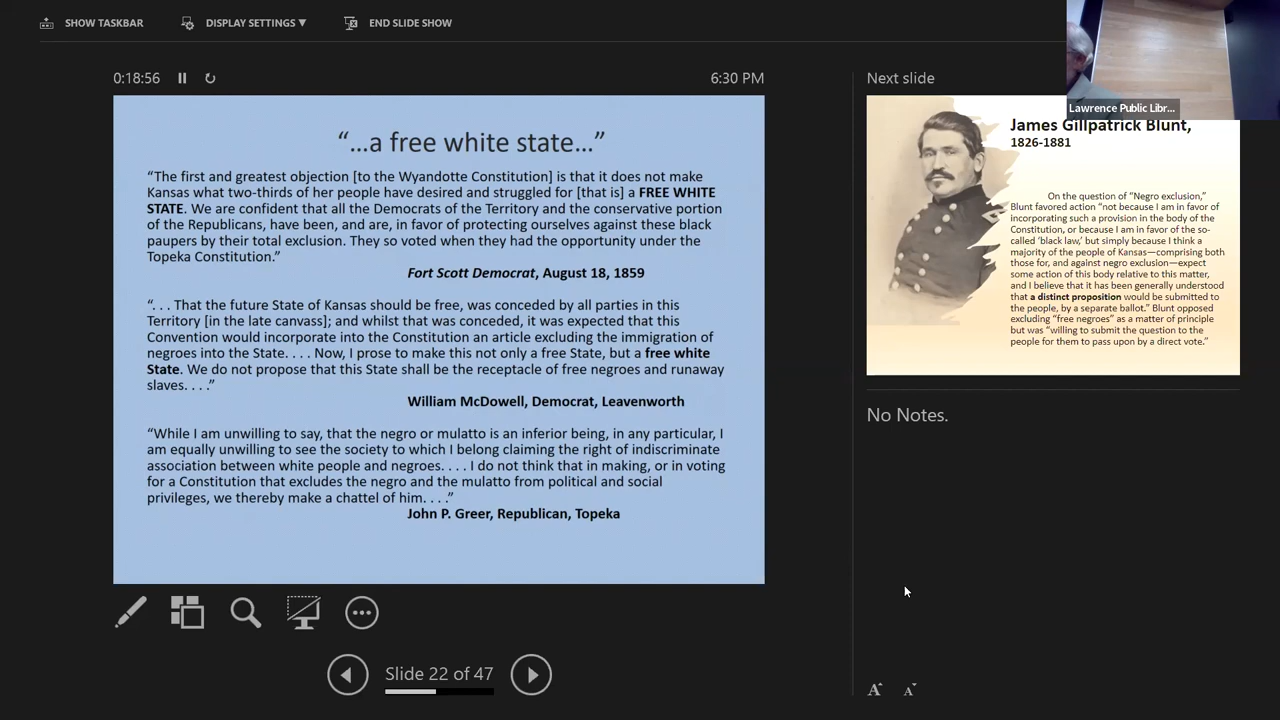 SHOW TASKBAR
DISPLAY SETTINGS ▼
END SLIDE SHOW
0:18:56
6:30 PM
“...a free white state...”
“The first and greatest objection [to the Wyandotte Constitution] is that it does not make
Kansas what two-thirds of her people have desired and struggled for [that is] a FREE WHITE
STATE. We are confident that all the Democrats of the Territory and the conservative portion
of the Republicans, have been, and are, in favor of protecting ourselves against these black
paupers by their total exclusion. They so voted when they had the opportunity under the
Topeka Constitution.”
Fort Scott Democrat, August 18, 1859
“. . . That the future State of Kansas should be free, was conceded by all parties in this
Territory [in the late canvass]; and whilst that was conceded, it was expected that this
Convention would incorporate into the Constitution an article excluding the immigration of
negroes into the State. . . . Now, I prose to make this not only a free State, but a free white
State. We do not propose that this State shall be the receptacle of free negroes and runaway
slaves. . . .”
William McDowell, Democrat, Leavenworth
“While I am unwilling to say, that the negro or mulatto is an inferior being, in any particular, I
am equally unwilling to see the society to which I belong claiming the right of indiscriminate
association between white people and negroes. . . . I do not think that in making, or in voting
for a Constitution that excludes the negro and the mulatto from political and social
privileges, we thereby make a chattel of him. . . .”
John P. Greer, Republican, Topeka
Slide 22 of 47
Next slide
Lawrence Public Libr...
James Gillpatrick Blunt,
1826-1881
On the question of “Negro exclusion,”
Blunt favored action “not because I am in favor of
incorporating such a provision in the body of the
Constitution, or because I am in favor of the so-
called ‘black law,’ but simply because I think a
majority of the people of Kansas—comprising both
those for, and against negro exclusion—expect
some action of this body relative to this matter,
and I believe that it has been generally understood
that a distinct proposition would be submitted to
the people, by a separate ballot.” Blunt opposed
excluding “free negroes” as a matter of principle
but was “willing to submit the question to the
people for them to pass upon by a direct vote.”
No Notes.
A A